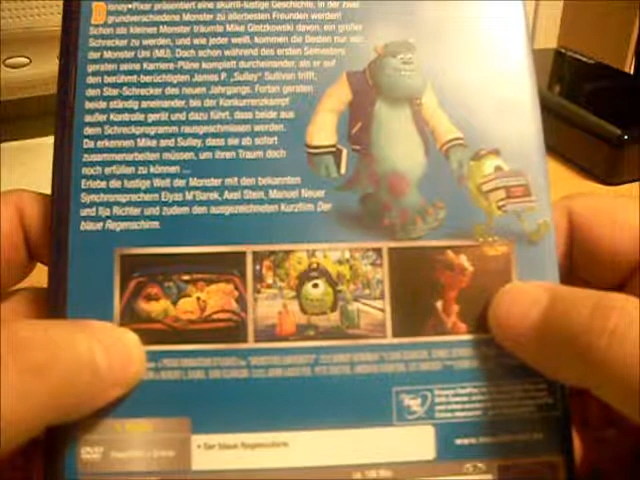 Disney•Pixar präsentiert eine skurril-lustige Geschichte, in der zwei
grundverschiedene Monster zu allerbesten Freunden werden!
Schon als kleines Monster träumte Mike Glotzkowski davon, ein großer
Schrecker zu werden, und wie jeder weiß, kommen die Besten nur von
der Monster Uni (MU). Doch schon während des ersten Semesters
geraten seine Karriere-Pläne komplett durcheinander, als er auf
den berühmt-berüchtigten James P. „Sulley" Sullivan trifft,
den Star-Schrecker des neuen Jahrgangs. Fortan geraten
beide ständig aneinander, bis der Konkurrenzkampf
außer Kontrolle gerät und dazu führt, dass beide aus
dem Schreckprogramm rausgeschmissen werden.
Da erkennen Mike und Sulley, dass sie ab sofort
zusammenarbeiten müssen, um ihren Traum doch
noch erfüllen zu können ...
Erlebe die lustige Welt der Monster mit den bekannten
Synchronsprechern Elyas M'Barek, Axel Stein, Manuel Neuer
und Ilja Richter und zudem den ausgezeichneten Kurzfilm Der
blaue Regenschirm.
• Der blaue Regenschirm
DVD